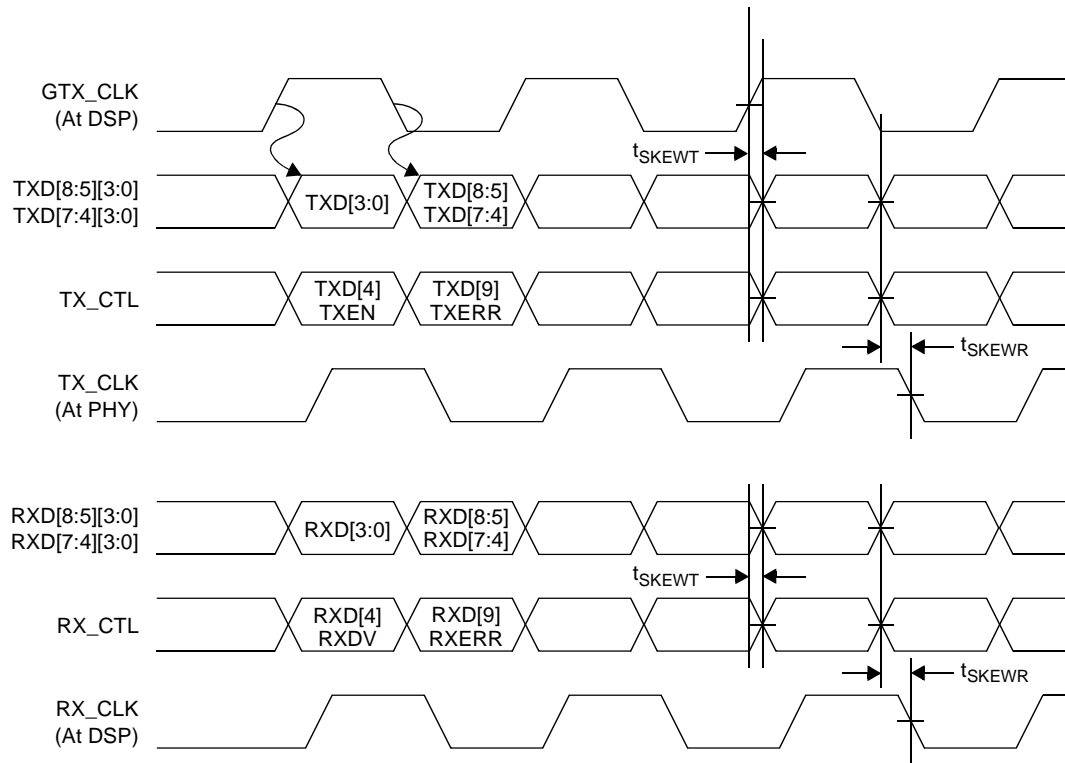 GTX_CLK
(At DSP)
tSKEWT
TXD[8:5][3:0]
TXD[7:4][3:0]
TXD[3:0]
TXD[8:5]
TXD[7:4]
TX_CTL
TXD[4]
TXEN
TXD[9]
TXERR
tSKEWR
TX_CLK
(At PHY)
RXD[8:5][3:0]
RXD[7:4][3:0]
RXD[3:0]
RXD[8:5]
RXD[7:4]
tSKEWT
RX_CTL
RXD[4]
RXDV
RXD[9]
RXERR
tSKEWR
RX_CLK
(At DSP)